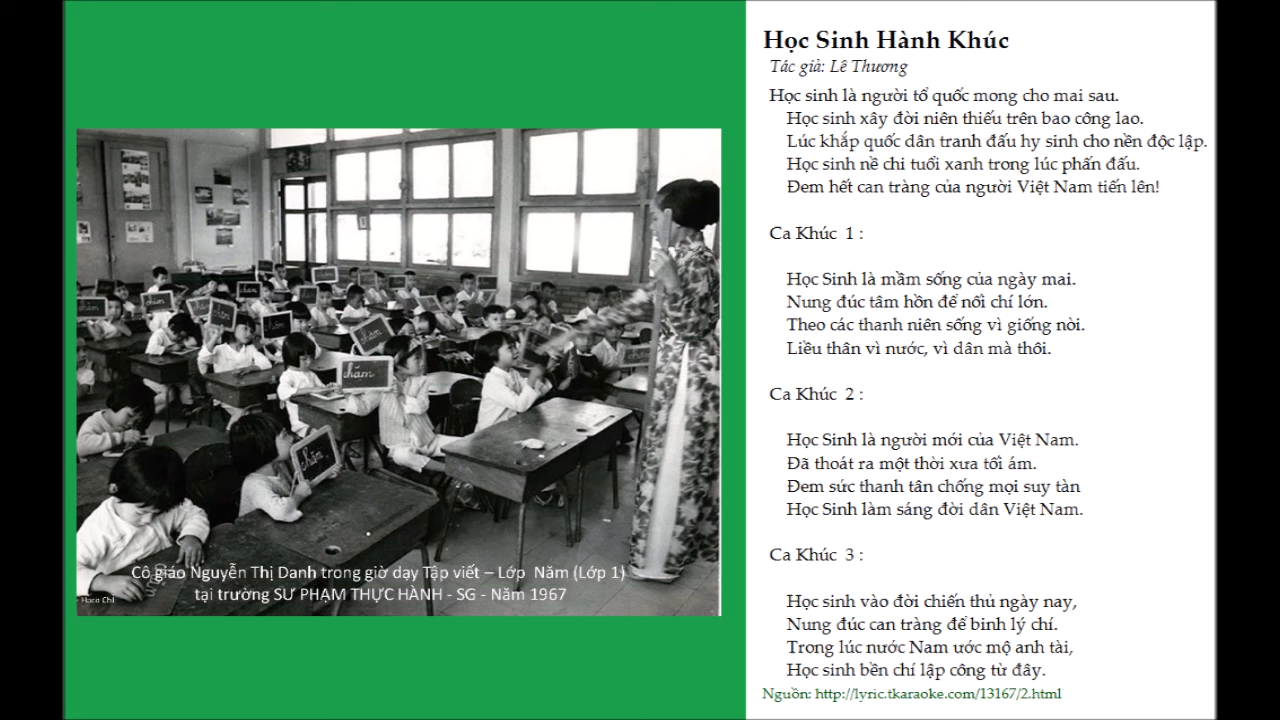 chăm
chăm
chăm
chăm
chăm
chăm
Cô giáo Nguyễn Thị Danh trong giờ dạy Tập viết – Lớp Năm (Lớp 1)
tại trường SƯ PHẠM THỰC HÀNH - SG - Năm 1967
Học Sinh Hành Khúc
Tác giả: Lê Thương
Học sinh là người tổ quốc mong cho mai sau.
Học sinh xây đời niên thiếu trên bao công lao.
Lúc khắp quốc dân tranh đấu hy sinh cho nền độc lập.
Học sinh nề chi tuổi xanh trong lúc phấn đấu.
Đem hết can tràng của người Việt Nam tiến lên!
Ca Khúc 1 :
Học Sinh là mầm sống của ngày mai.
Nung đúc tâm hồn để nối chí lớn.
Theo các thanh niên sống vì giống nòi.
Liều thân vì nước, vì dân mà thôi.
Ca Khúc 2 :
Học Sinh là người mới của Việt Nam.
Đã thoát ra một thời xưa tối ám.
Đem sức thanh tân chống mọi suy tàn
Học Sinh làm sáng đời dân Việt Nam.
Ca Khúc 3 :
Học sinh vào đời chiến thủ ngày nay,
Nung đúc can tràng để binh lý chí.
Trong lúc nước Nam ước mộ anh tài,
Học sinh bền chí lập công từ đây.
Nguồn: http://lyric.tkaraoke.com/13167/2.html